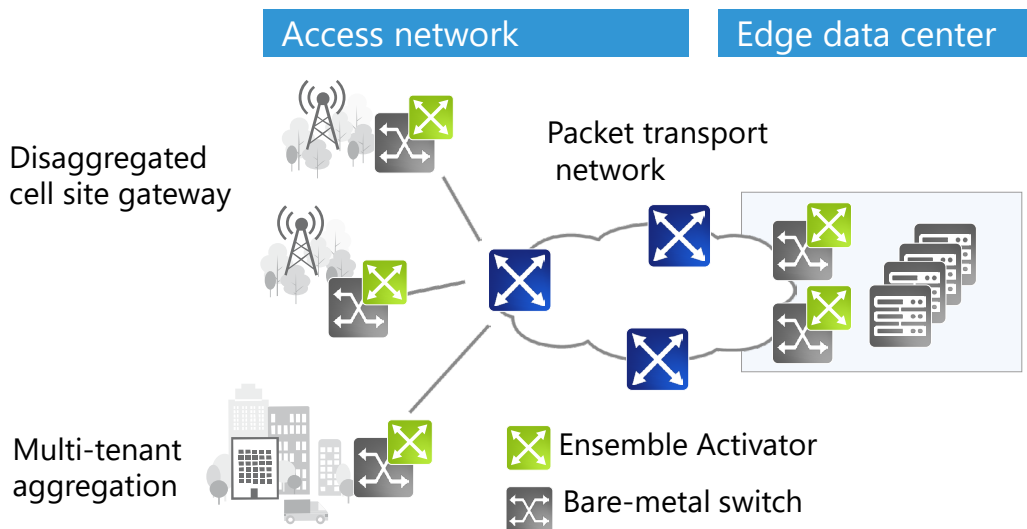 Access network
Edge data center
Disaggregated
cell site gateway
Packet transport
network
Multi-tenant
aggregation
Ensemble Activator
Bare-metal switch